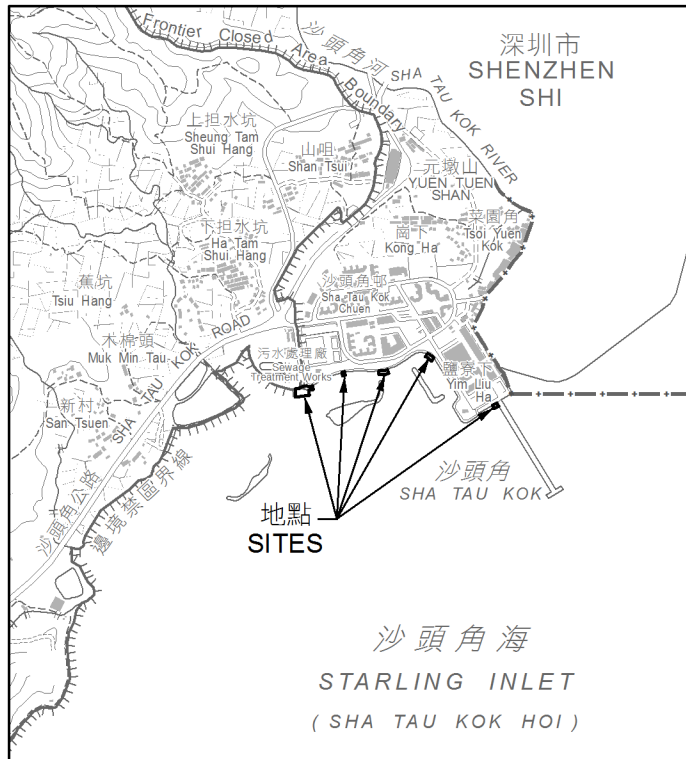 Frontier Closed Area Boundary
沙頭角河 SHA TAU KOK RIVER
深圳市
SHENZHEN
SHI
上担水坑
Sheung Tam
Shui Hang
山咀
Shan Tsui
元墩山
YUEN TUEN
SHAN
菜園角
Tsoi Yuen
Kok
崗下
Kong Ha
下担水坑
Ha Tam
Shui Hang
蕉坑
Tsiu Hang
沙頭角邨
Sha Tau Kok
Chuen
木棉頭
Muk Min Tau
污水處理廠
Sewage
Treatment Works
鹽寮下
Yim Liu
Ha
新村
San Tsuen
沙頭角公路 SHA TAU KOK ROAD
邊境禁區界線
沙頭角
SHA TAU KOK
地點
SITES
沙頭角海
STARLING INLET
( SHA TAU KOK HOI )